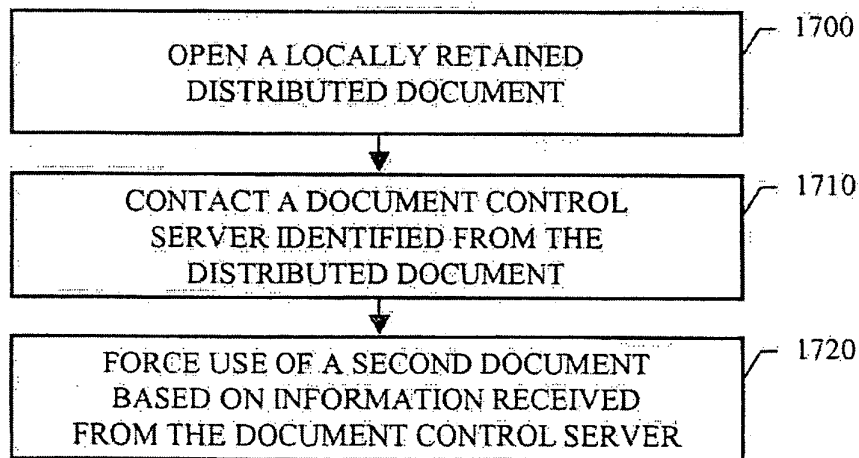 1700
OPEN A LOCALLY RETAINED
DISTRIBUTED DOCUMENT
1710
CONTACT A DOCUMENT CONTROL
SERVER IDENTIFIED FROM THE
DISTRIBUTED DOCUMENT
1720
FORCE USE OF A SECOND DOCUMENT
BASED ON INFORMATION RECEIVED
FROM THE DOCUMENT CONTROL SERVER